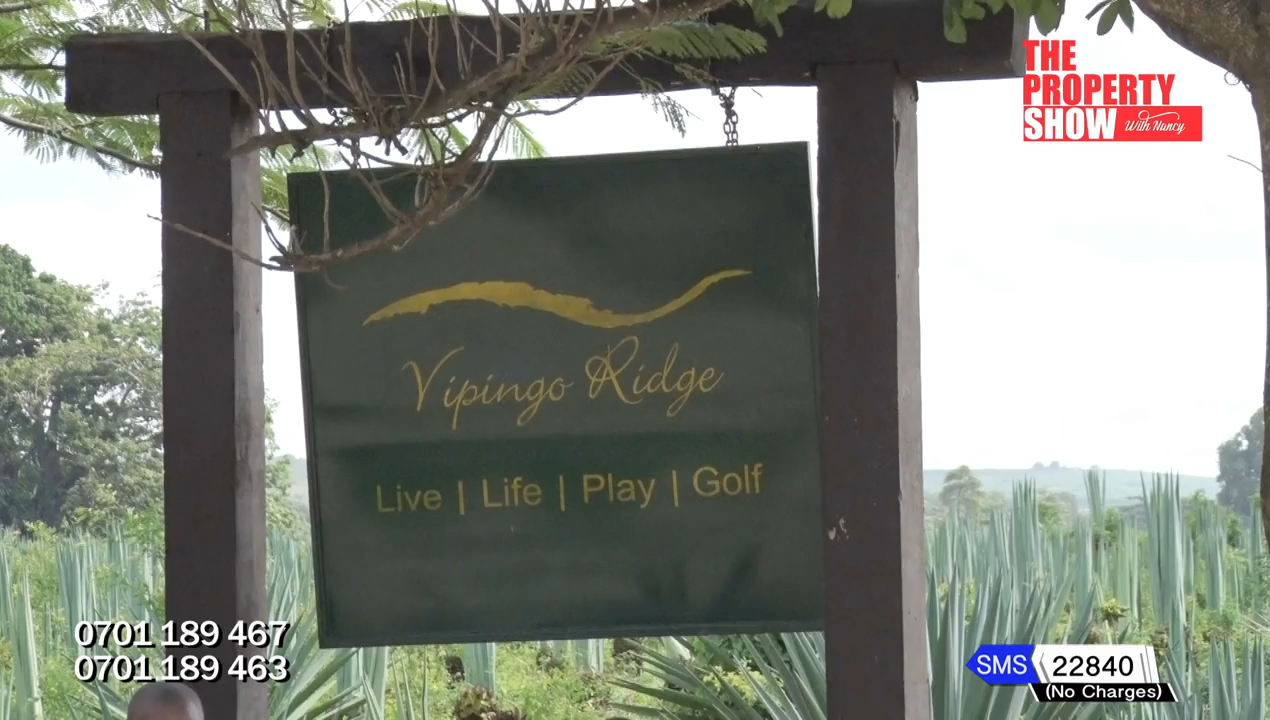 THE
PROPERTY
SHOW With Nancy
Vipingo Ridge
Live | Life | Play | Golf
0701 189 467
0701 189 463
SMS 22840
(No Charges)